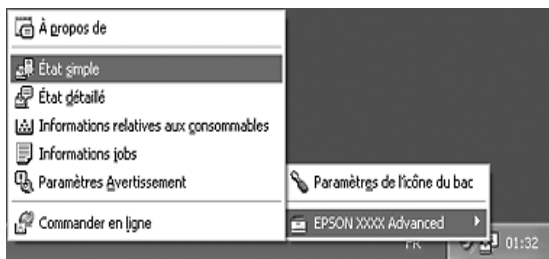 À propos de
État simple
État détaillé
Informations relatives aux consommables
Informations jobs
Paramètres Avertissement
Commander en ligne
Paramètres de l'icône du bac
EPSON XXXX Advanced
FR
01:32